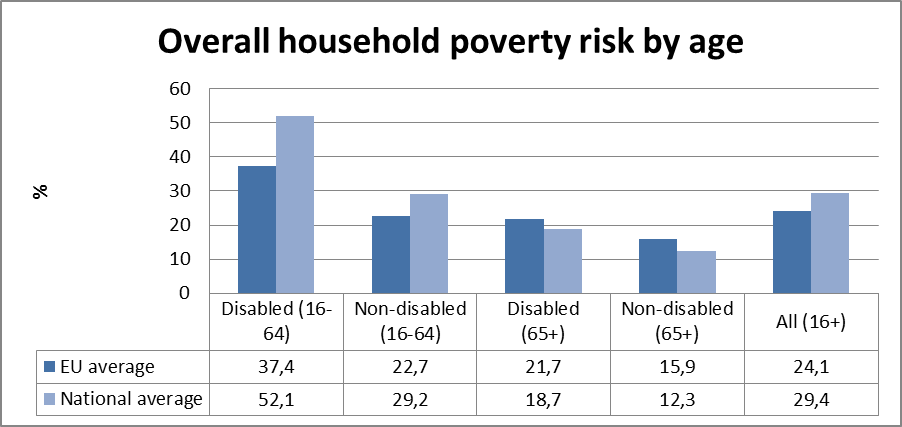 Overall household poverty risk by age
60
50
40
30
20
10
0
%
Disabled (16-
64)
Non-disabled
(16-64)
Disabled
(65+)
Non-disabled
(65+)
All (16+)
EU average 37,4 22,7 21,7 15,9 24,1
National average 52,1 29,2 18,7 12,3 29,4